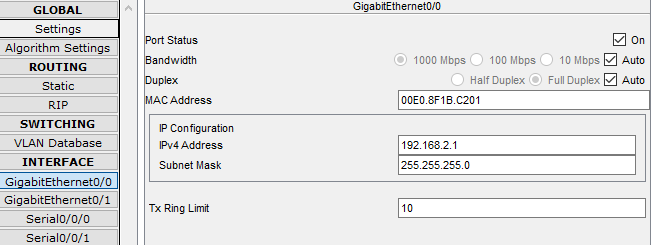 GLOBAL
Settings
Algorithm Settings
ROUTING
Static
RIP
SWITCHING
VLAN Database
INTERFACE
GigabitEthernet0/0
GigabitEthernet0/1
Serial0/0/0
Serial0/0/1
GigabitEthernet0/0
Port Status On
Bandwidth 1000 Mbps 100 Mbps 10 Mbps Auto
Duplex Half Duplex Full Duplex Auto
MAC Address 00E0.8F1B.C201
IP Configuration
IPv4 Address 192.168.2.1
Subnet Mask 255.255.255.0
Tx Ring Limit 10